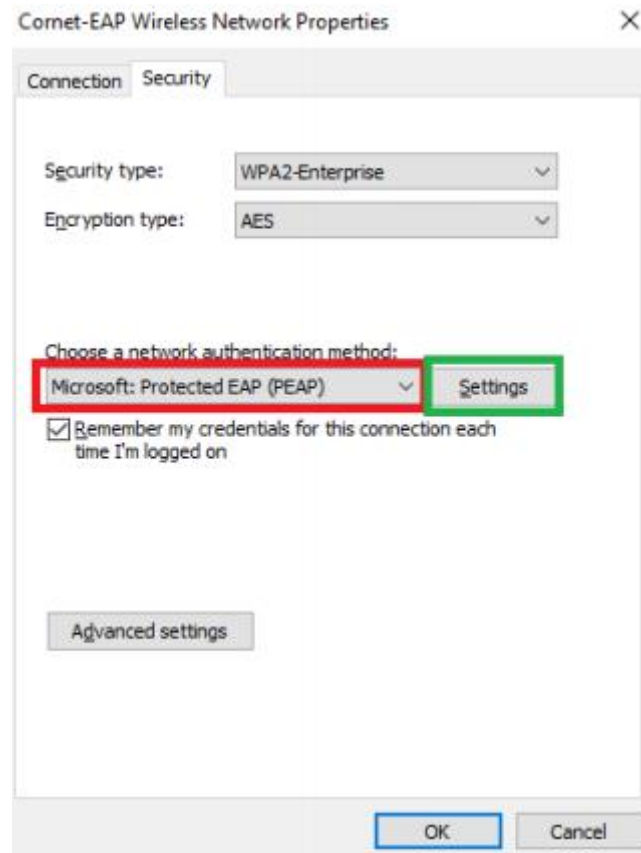 Cornet-EAP Wireless Network Properties
Connection Security
Security type: WPA2-Enterprise
Encryption type: AES
Choose a network authentication method:
Microsoft: Protected EAP (PEAP) Settings
Remember my credentials for this connection each
time I'm logged on
Advanced settings
OK Cancel